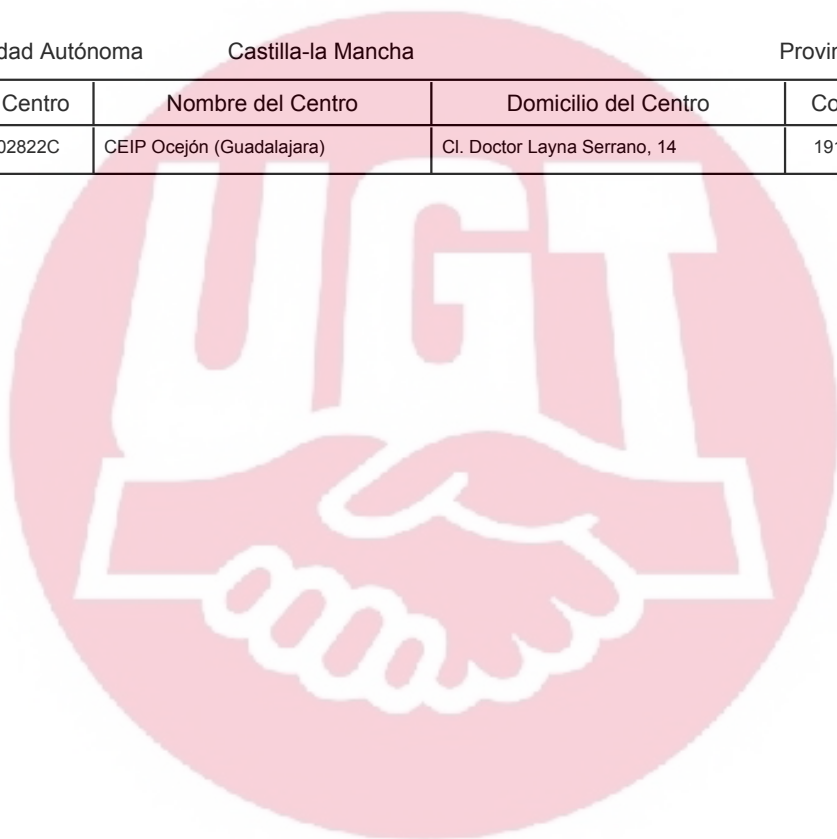 dad Autónoma Castilla-la Mancha Provin
Centro Nombre del Centro Domicilio del Centro Co
02822C CEIP Ocejón (Guadalajara) Cl. Doctor Layna Serrano, 14 191
UGT